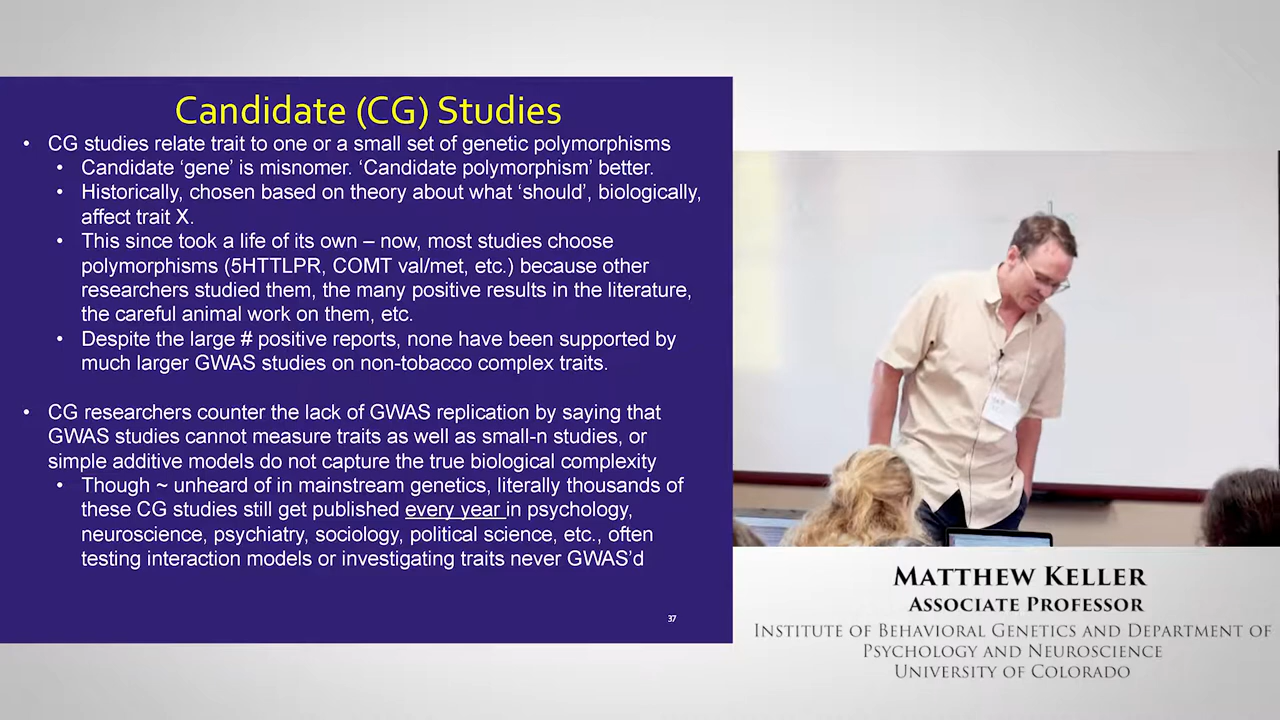 Candidate (CG) Studies
• CG studies relate trait to one or a small set of genetic polymorphisms
• Candidate ‘gene’ is misnomer. ‘Candidate polymorphism’ better.
• Historically, chosen based on theory about what ‘should’, biologically,
affect trait X.
• This since took a life of its own – now, most studies choose
polymorphisms (5HTTLPR, COMT val/met, etc.) because other
researchers studied them, the many positive results in the literature,
the careful animal work on them, etc.
• Despite the large # positive reports, none have been supported by
much larger GWAS studies on non-tobacco complex traits.
• CG researchers counter the lack of GWAS replication by saying that
GWAS studies cannot measure traits as well as small-n studies, or
simple additive models do not capture the true biological complexity
• Though ~ unheard of in mainstream genetics, literally thousands of
these CG studies still get published every year in psychology,
neuroscience, psychiatry, sociology, political science, etc., often
testing interaction models or investigating traits never GWAS’d
37
MATTHEW KELLER
ASSOCIATE PROFESSOR
INSTITUTE OF BEHAVIORAL GENETICS AND DEPARTMENT OF
PSYCHOLOGY AND NEUROSCIENCE
UNIVERSITY OF COLORADO